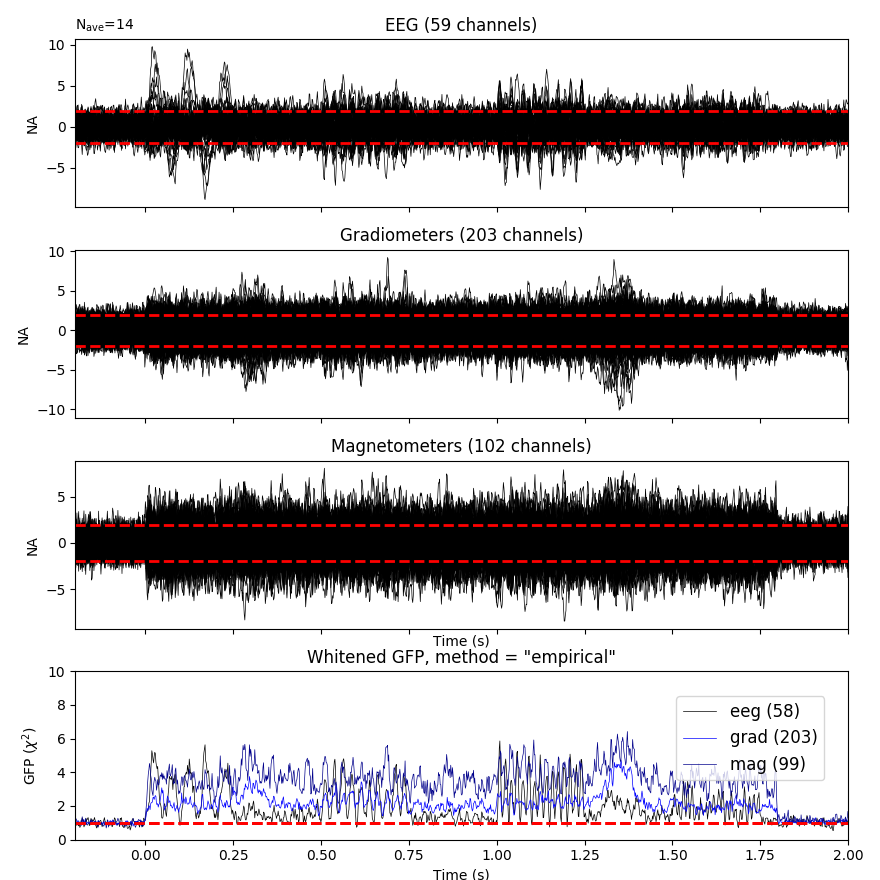 N_ave=14
EEG (59 channels)
10
5
0
−5
NA
Gradiometers (203 channels)
10
5
0
−5
−10
NA
Magnetometers (102 channels)
5
0
−5
NA
Time (s)
Whitened GFP, method = "empirical"
10
8
6
4
2
0
GFP (χ²)
eeg (58)
grad (203)
mag (99)
0.00 0.25 0.50 0.75 1.00 1.25 1.50 1.75 2.00
Time (s)